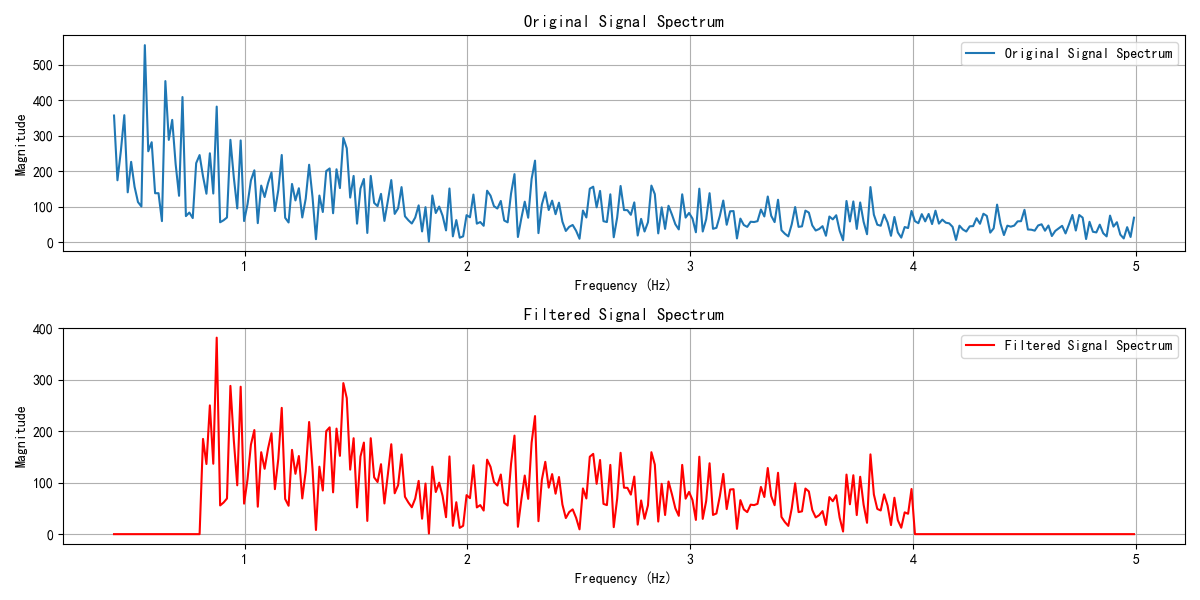 Original Signal Spectrum
Original Signal Spectrum
Magnitude
500
400
300
200
100
0
1
2
3
4
5
Frequency (Hz)
Filtered Signal Spectrum
Filtered Signal Spectrum
Magnitude
400
300
200
100
0
1
2
3
4
5
Frequency (Hz)